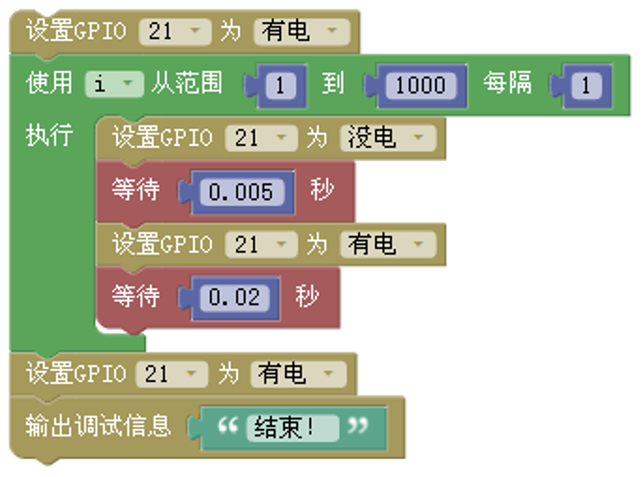 设置GPIO 21 为 有电
使用 i 从范围 1 到 1000 每隔 1
执行 设置GPIO 21 为 没电
等待 0.005 秒
设置GPIO 21 为 有电
等待 0.02 秒
设置GPIO 21 为 有电
输出调试信息 “ 结束! ”